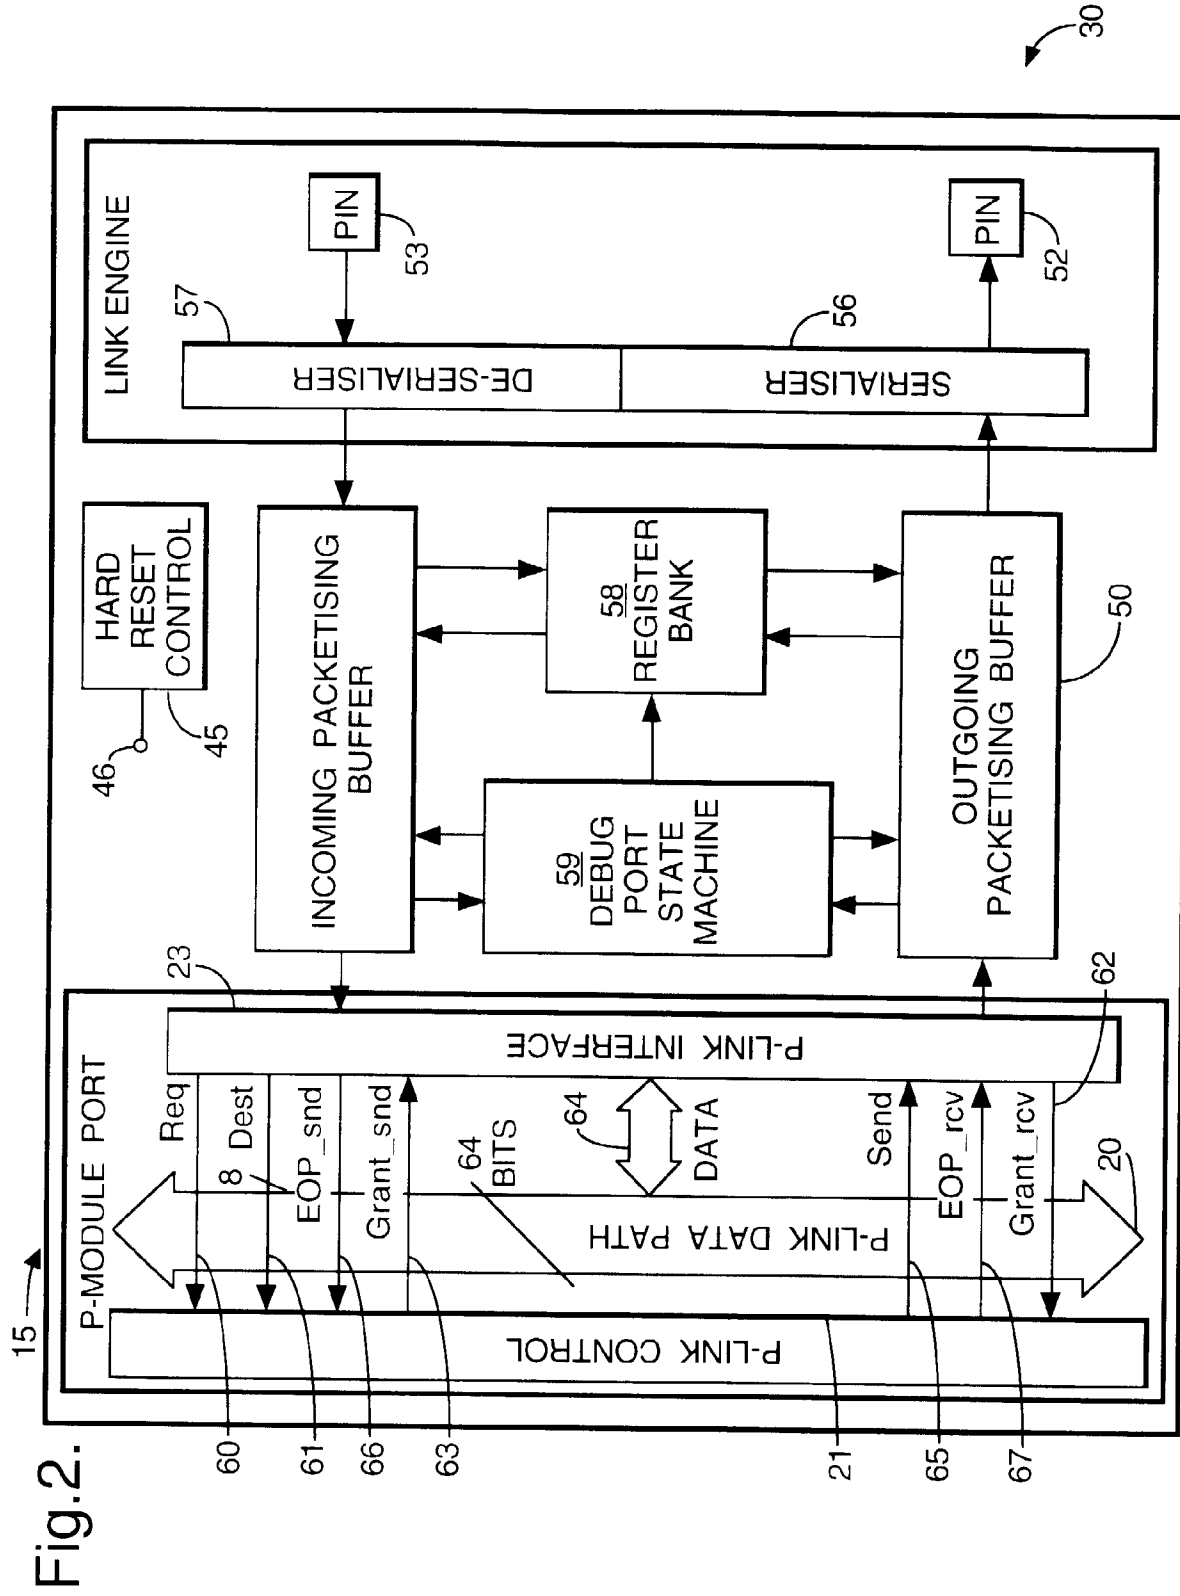 Fig.2.
15
30
P-MODULE PORT
LINK ENGINE
HARD
RESET
CONTROL
45
46
23
57
PIN
53
Req
Dest
8
EOP_snd
Grant_snd
INCOMING PACKETISING
BUFFER
DE-SERIALISER
60
61
66
63
P-LINK CONTROL
P-LINK DATA PATH
64
BITS
64
DATA
P-LINK INTERFACE
59
DEBUG
PORT
STATE
MACHINE
58
REGISTER
BANK
SERIALISER
56
21
65
67
Send
EOP_rcv
Grant_rcv
20
62
OUTGOING
PACKETISING BUFFER
50
PIN
52